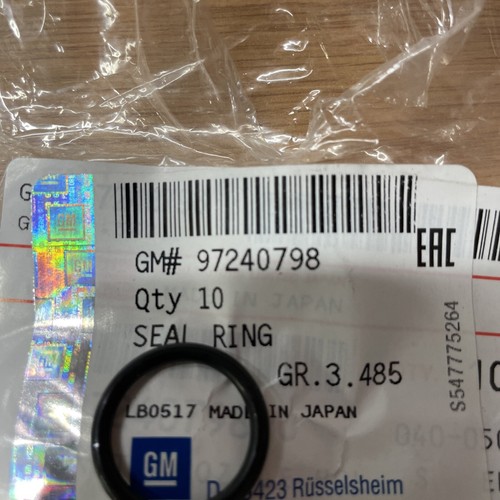 GM# 97240798
EAC
Qty 10
SEAL RING
GR.3.485
LB0517 MADE IN JAPAN
GM
Rüsselsheim
S547775264